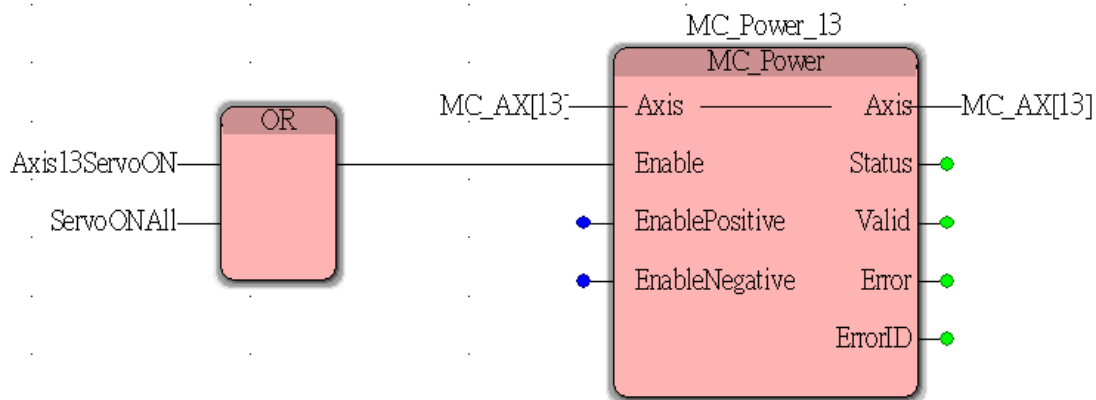 MC_Power_13
MC_Power
MC_AX[13] Axis Axis MC_AX[13]
OR
Axis13ServoON Enable Status
ServoONAll EnablePositive Valid
EnableNegative Error
ErrorID